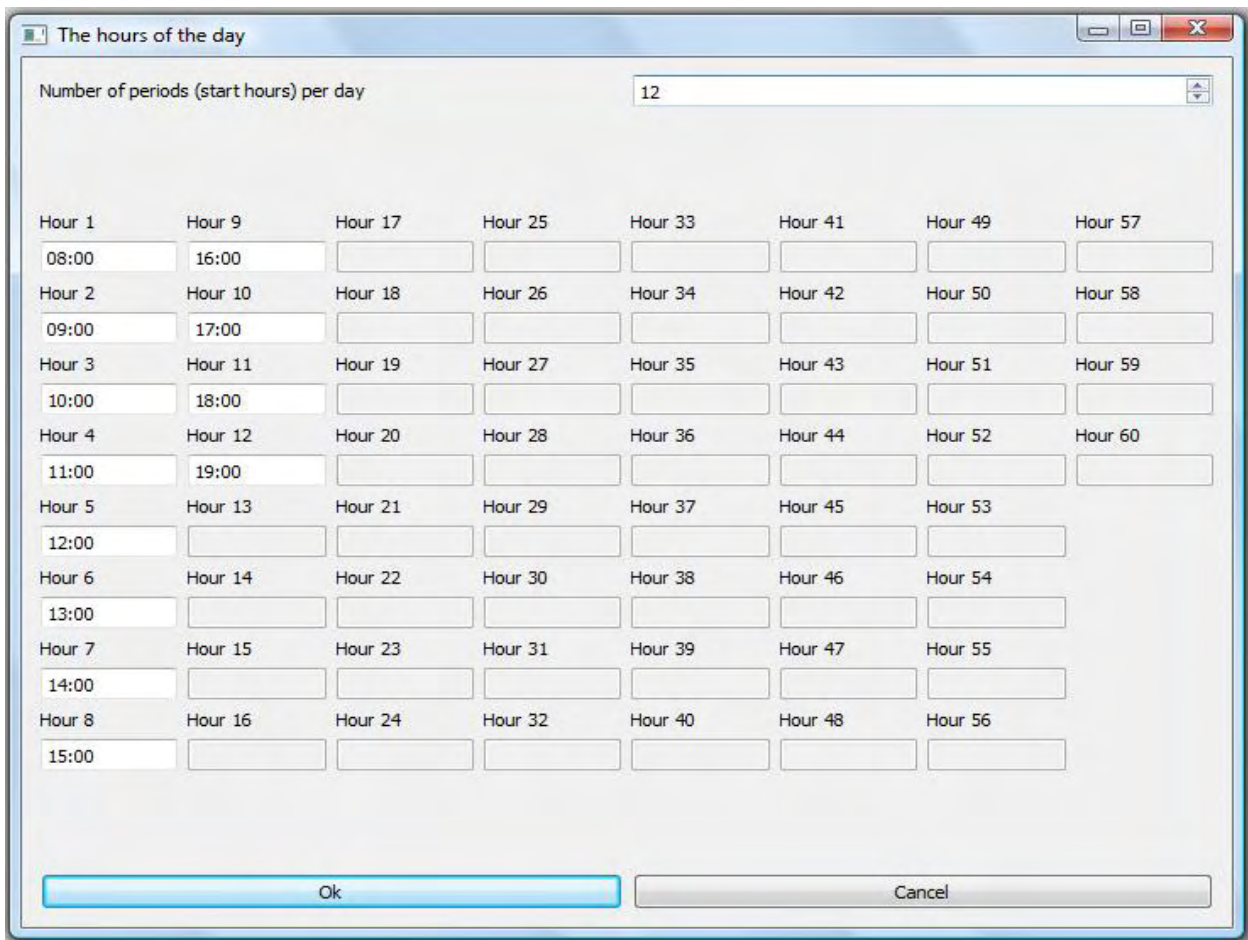 The hours of the day
Number of periods (start hours) per day 12
Hour 1 Hour 9 Hour 17 Hour 25 Hour 33 Hour 41 Hour 49 Hour 57
08:00 16:00
Hour 2 Hour 10 Hour 18 Hour 26 Hour 34 Hour 42 Hour 50 Hour 58
09:00 17:00
Hour 3 Hour 11 Hour 19 Hour 27 Hour 35 Hour 43 Hour 51 Hour 59
10:00 18:00
Hour 4 Hour 12 Hour 20 Hour 28 Hour 36 Hour 44 Hour 52 Hour 60
11:00 19:00
Hour 5 Hour 13 Hour 21 Hour 29 Hour 37 Hour 45 Hour 53
12:00
Hour 6 Hour 14 Hour 22 Hour 30 Hour 38 Hour 46 Hour 54
13:00
Hour 7 Hour 15 Hour 23 Hour 31 Hour 39 Hour 47 Hour 55
14:00
Hour 8 Hour 16 Hour 24 Hour 32 Hour 40 Hour 48 Hour 56
15:00
Ok Cancel